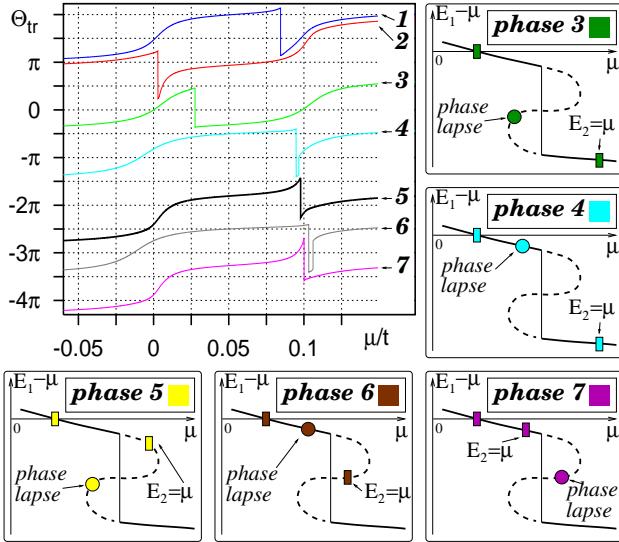 Θtr
π
0
-π
-2π
-3π
-4π
-0.05
0
0.05
0.1
μ/t
1
2
3
4
5
6
7
E1–μ
phase 3
μ
0
phase
lapse
E2=μ
E1–μ
phase 4
μ
0
phase
lapse
E2=μ
E1–μ
phase 5
μ
0
phase
lapse
E2=μ
E1–μ
phase 6
μ
0
phase
lapse
E2=μ
E1–μ
phase 7
μ
0
E2=μ
phase
lapse